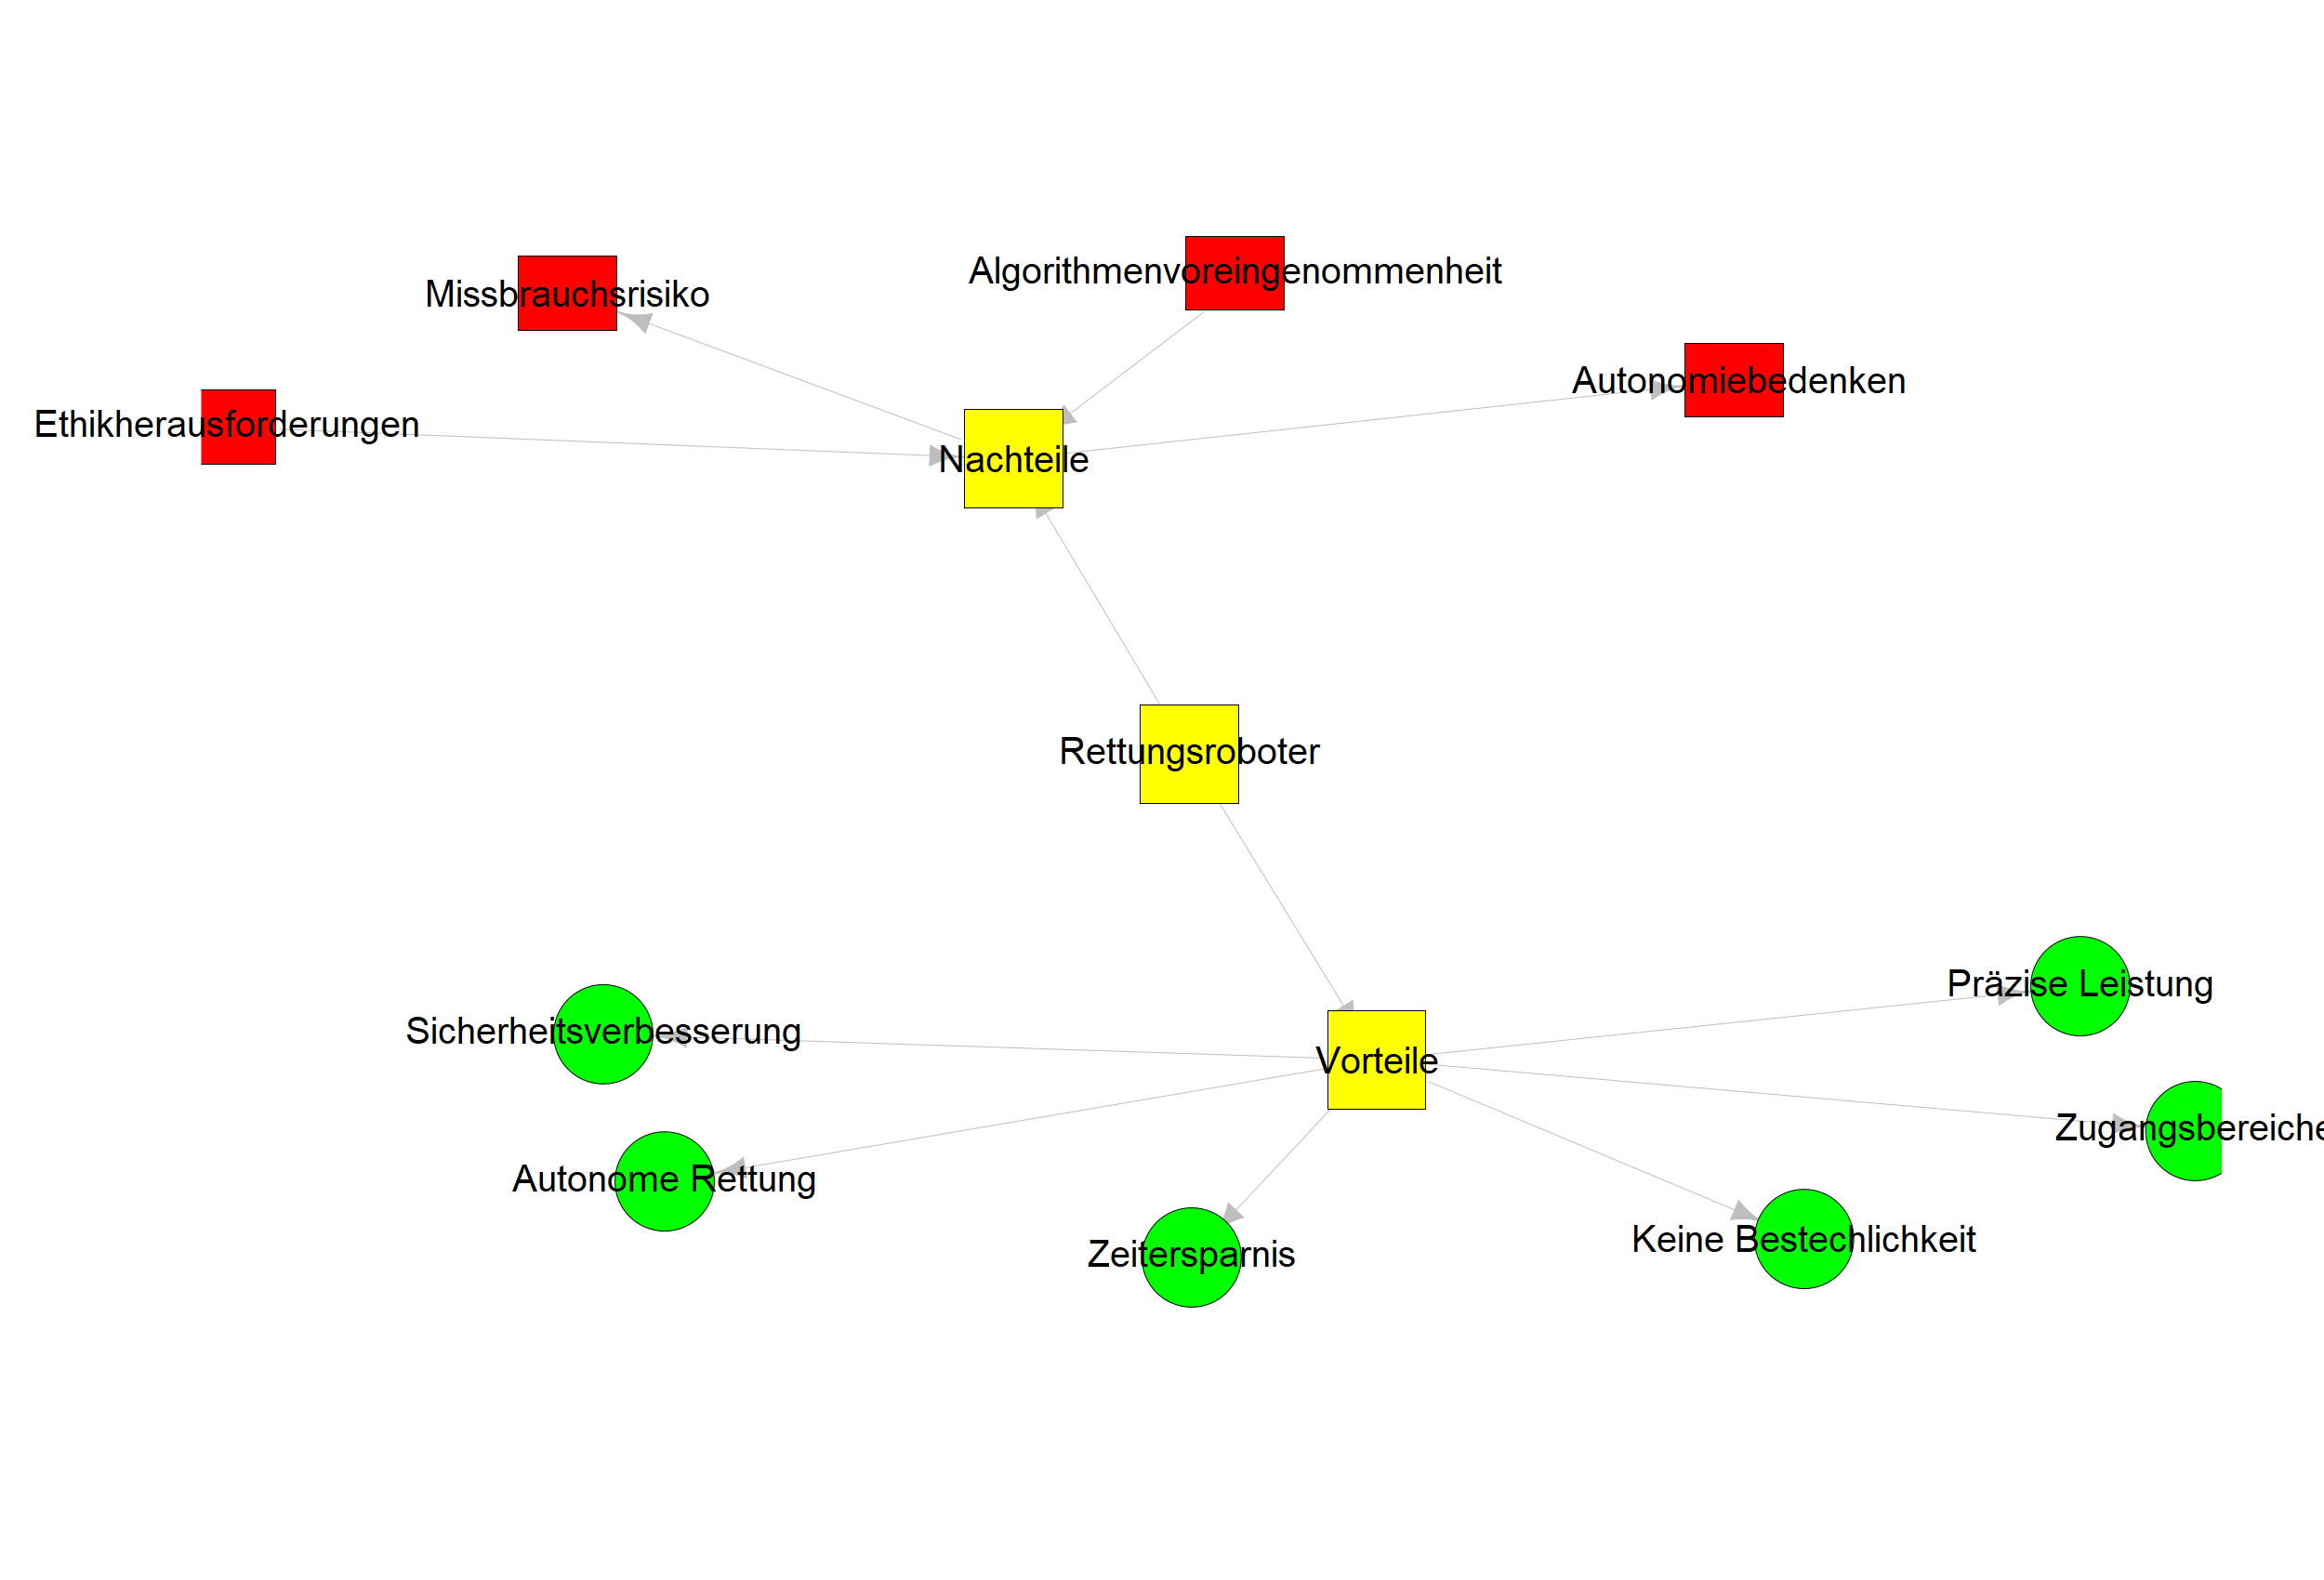 Algorithmenvoreingenommenheit
Missbrauchsrisiko
Autonomiebedenken
Ethikherausforderungen
Nachteile
Rettungsroboter
Präzise Leistung
Sicherheitsverbesserung
Vorteile
Zugangsbereiche
Autonome Rettung
Keine Bestechlichkeit
Zeitersparnis